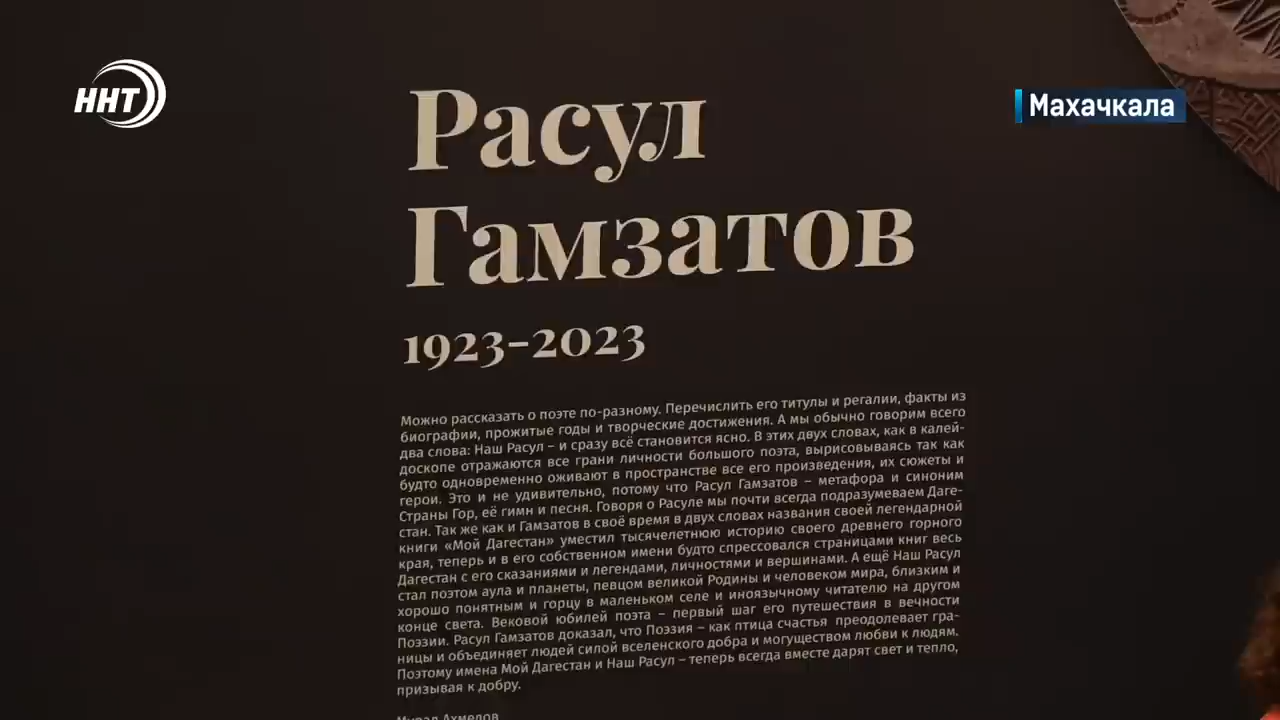 ННТ
Махачкала
Расул
Гамзатов
1923-2023
Можно рассказать о поэте по-разному. Перечислить его титулы и регалии, факты из
биографии, прожитые годы и творческие достижения. А мы обычно говорим всего
два слова: Наш Расул – и сразу всё становится ясно. В этих двух словах, как в калей-
доскопе отражаются все грани личности большого поэта, вырисовываясь так как
будто одновременно оживают в пространстве все его произведения, их сюжеты и
герои. Это и не удивительно, потому что Расул Гамзатов – метафора и синоним
Страны Гор, её гимн и песня. Говоря о Расуле мы почти всегда подразумеваем Даге-
стан. Так же как и Гамзатов в своё время в двух словах названия своей легендарной
книги «Мой Дагестан» уместил тысячелетнюю историю своего древнего горного
края, теперь и в его собственном имени будто спрессовался страницами книг весь
Дагестан с его сказаниями и легендами, личностями и вершинами. А ещё Наш Расул
стал поэтом аула и планеты, певцом великой Родины и человеком мира, близким и
хорошо понятным и горцу в маленьком селе и иноязычному читателю на другом
конце света. Вековой юбилей поэта – первый шаг его путешествия в вечности
Поэзии. Расул Гамзатов доказал, что Поэзия – как птица счастья преодолевает гра-
ницы и объединяет людей силой вселенского добра и могуществом любви к людям.
Поэтому имена Мой Дагестан и Наш Расул – теперь всегда вместе дарят свет и тепло,
призывая к добру.
Мурад Ахмедов